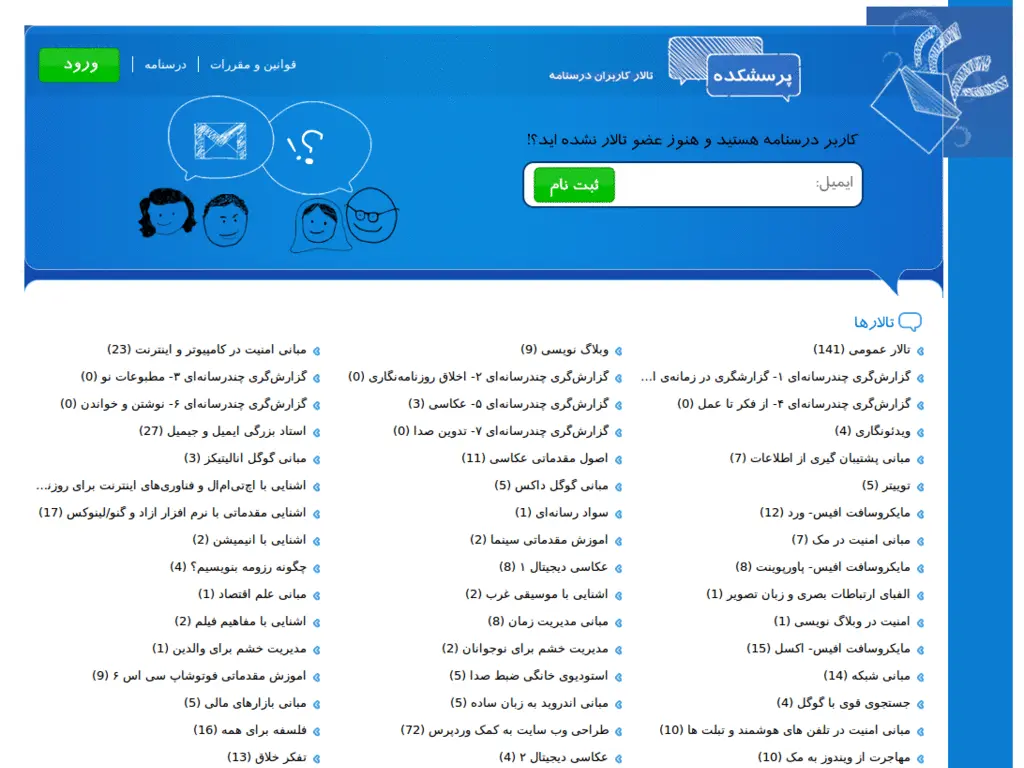 پرسشکده
تالار کاربران درسنامه
قوانین و مقررات
درسنامه
ورود
کاربر درسنامه هستید و هنوز عضو تالار نشده اید؟!
ایمیل:
ثبت نام
؟!
تالارها
تالار عمومی (141)
وبلاگ نویسی (9)
مبانی امنیت در کامپیوتر و اینترنت (23)
گزارش‌گری چندرسانه‌ای ۱- گزارشگری در زمانه‌ی ا...
گزارش‌گری چندرسانه‌ای ۲- اخلاق روزنامه‌نگاری (0)
گزارش‌گری چندرسانه‌ای ۳- مطبوعات نو (0)
گزارش‌گری چندرسانه‌ای ۴- از فکر تا عمل (0)
گزارش‌گری چندرسانه‌ای ۵- عکاسی (3)
گزارش‌گری چندرسانه‌ای ۶- نوشتن و خواندن (0)
ویدئونگاری (4)
گزارش‌گری چندرسانه‌ای ۷- تدوین صدا (0)
استاد بزرگی ایمیل و جیمیل (27)
مبانی پشتیبان گیری از اطلاعات (7)
اصول مقدماتی عکاسی (11)
مبانی گوگل انالیتیکز (3)
توییتر (5)
مبانی گوگل داکس (5)
اشنایی با اچ‌تی‌ام‌ال و فناوری‌های اینترنت برای روزنـ...
مایکروسافت افیس- ورد (12)
سواد رسانه‌ای (1)
اشنایی مقدماتی با نرم افزار ازاد و گنو/لینوکس (17)
مبانی امنیت در مک (7)
اموزش مقدماتی سینما (2)
اشنایی با انیمیشن (2)
مایکروسافت افیس- پاورپوینت (8)
عکاسی دیجیتال ۱ (8)
چگونه رزومه بنویسیم؟ (4)
الفبای ارتباطات بصری و زبان تصویر (1)
اشنایی با موسیقی غرب (2)
مبانی علم اقتصاد (1)
امنیت در وبلاگ نویسی (1)
مبانی مدیریت زمان (8)
اشنایی با مفاهیم فیلم (2)
مایکروسافت افیس- اکسل (15)
مدیریت خشم برای نوجوانان (2)
مدیریت خشم برای والدین (1)
مبانی شبکه (14)
استودیوی خانگی ضبط صدا (5)
اموزش مقدماتی فوتوشاپ سی اس ۶ (9)
جستجوی قوی با گوگل (4)
مبانی اندروید به زبان ساده (5)
مبانی بازارهای مالی (5)
مبانی امنیت در تلفن های هوشمند و تبلت ها (10)
طراحی وب سایت به کمک وردپرس (72)
فلسفه برای همه (16)
مهاجرت از ویندوز به مک (10)
عکاسی دیجیتال ۲ (4)
تفکر خلاق (13)